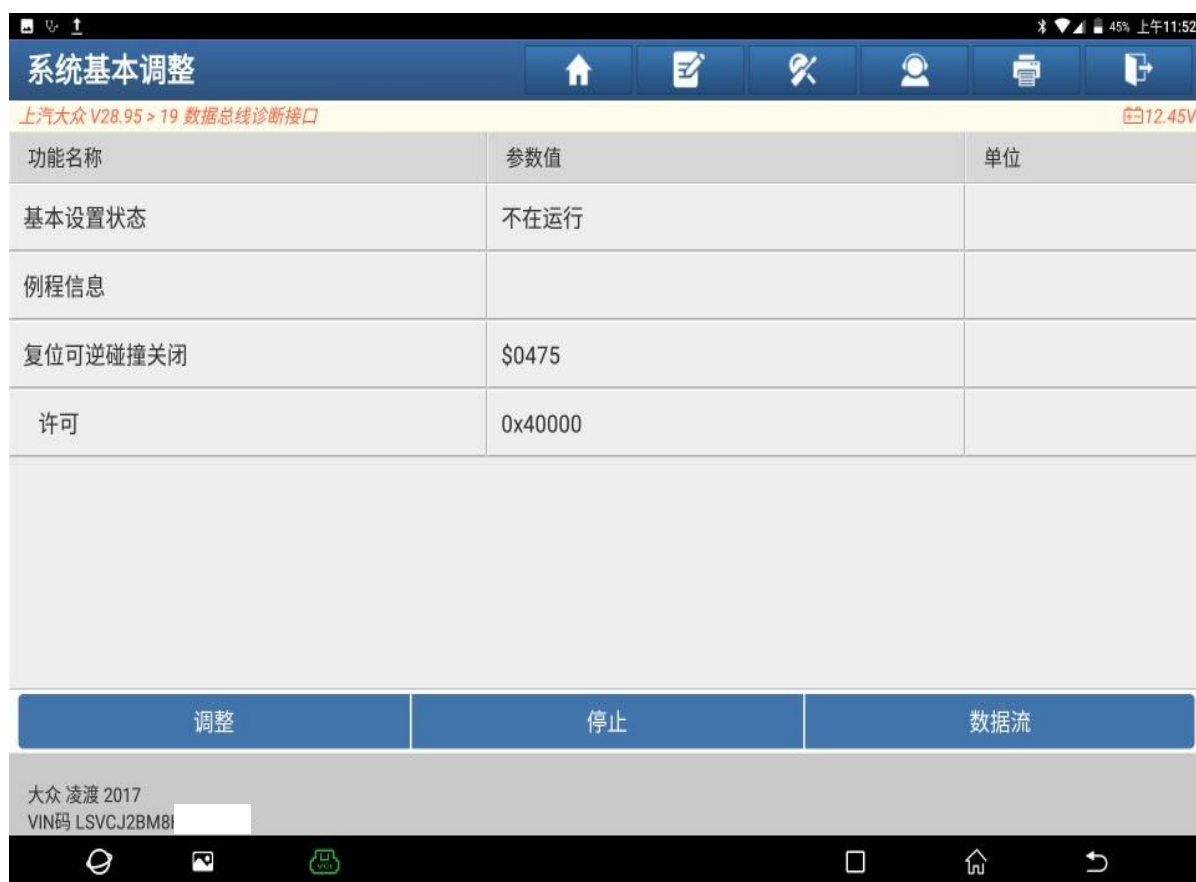 45% 上午11:52
系统基本调整
上汽大众 V28.95 > 19 数据总线诊断接口 12.45V
功能名称 参数值 单位
基本设置状态 不在运行
例程信息
复位可逆碰撞关闭 $0475
许可 0x40000
调整 停止 数据流
大众 凌渡 2017
VIN码 LSVCJ2BM8
VCI